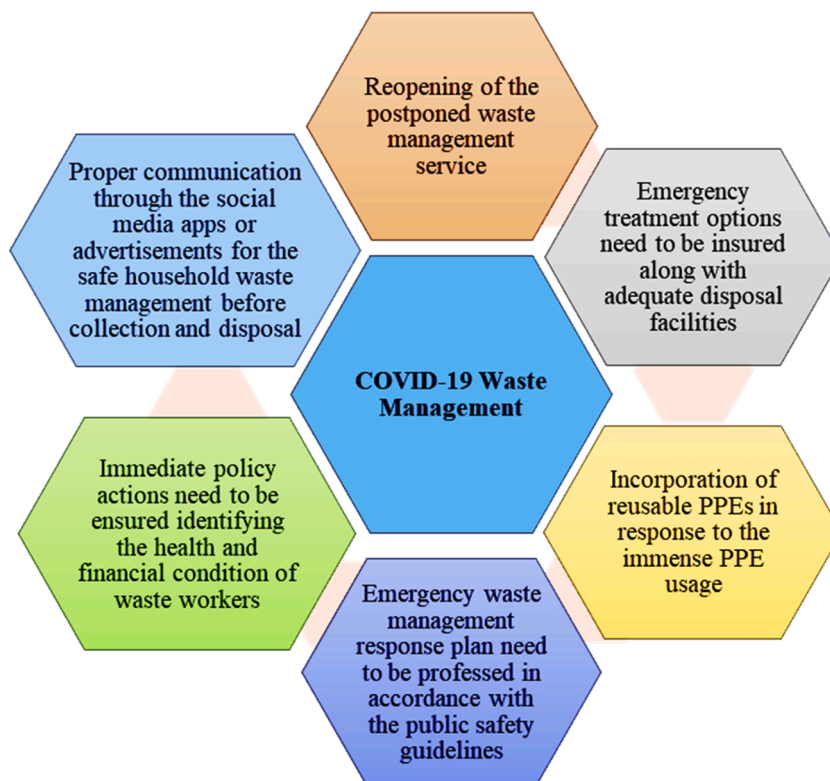 Reopening of the
postponed waste
management
service
Proper communication
through the social
media apps or
advertisements for the
safe household waste
management before
collection and disposal
Emergency
treatment options
need to be insured
along with
adequate disposal
facilities
COVID-19 Waste
Management
Immediate policy
actions need to be
ensured identifying
the health and
financial condition of
waste workers
Incorporation of
reusable PPEs in
response to the
immense PPE
usage
Emergency waste
management
response plan need
to be professed in
accordance with
the public safety
guidelines